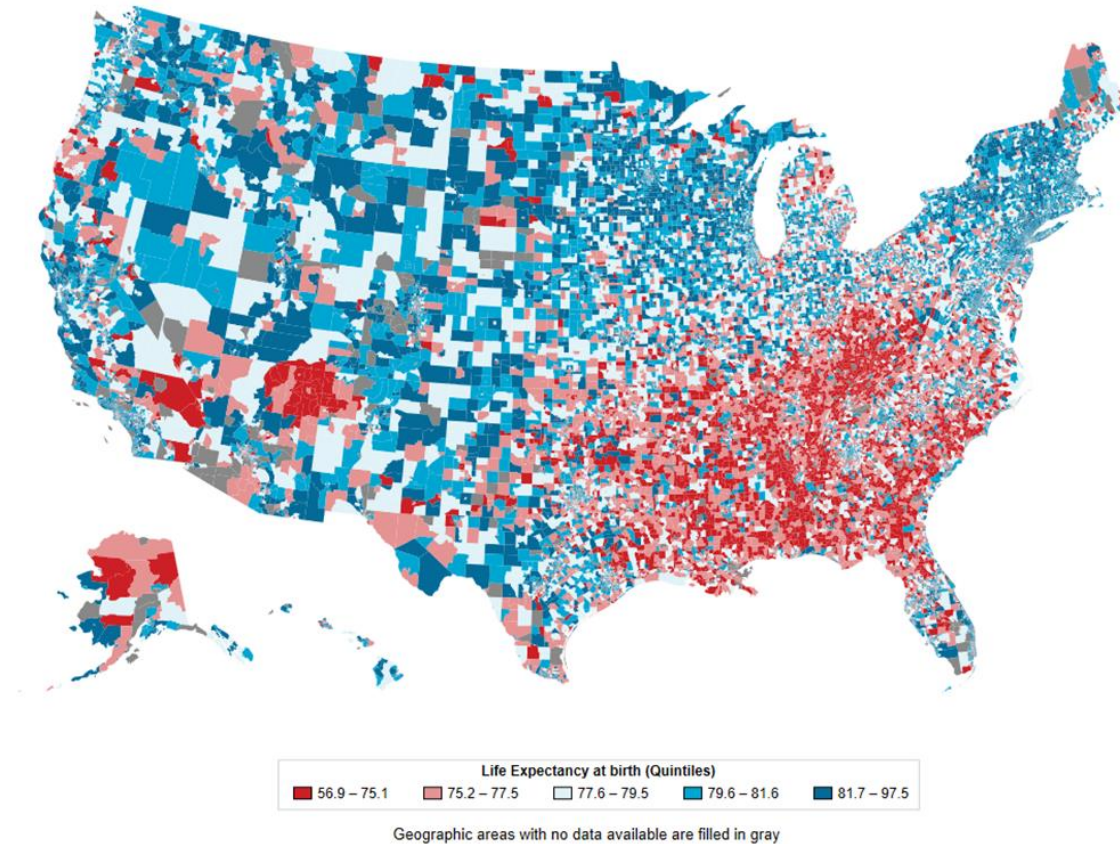 Life Expectancy at birth (Quintiles)
56.9 – 75.1 75.2 – 77.5 77.6 – 79.5 79.6 – 81.6 81.7 – 97.5
Geographic areas with no data available are filled in gray